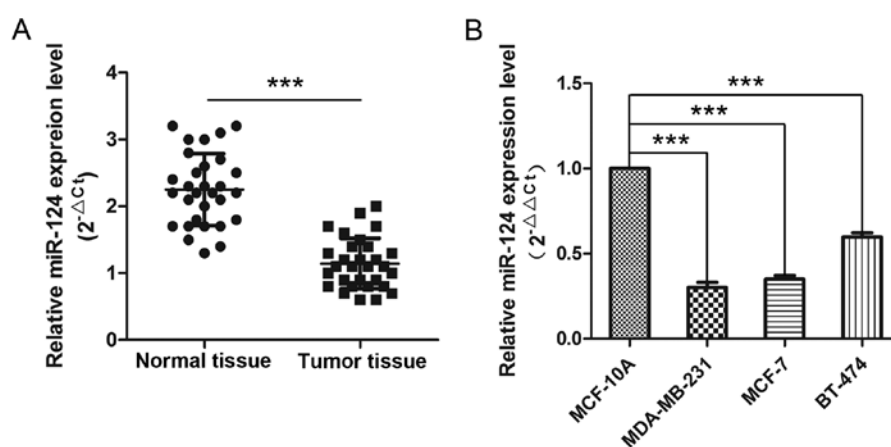 A
Relative miR-124 expreion level
(2-△Ct)
4
3
2
1
0
***
Normal tissue
Tumor tissue
B
Relative miR-124 expression level
(2-△△Ct)
1.5
1.0
0.5
0.0
***
***
***
MCF-10A
MDA-MB-231
MCF-7
BT-474